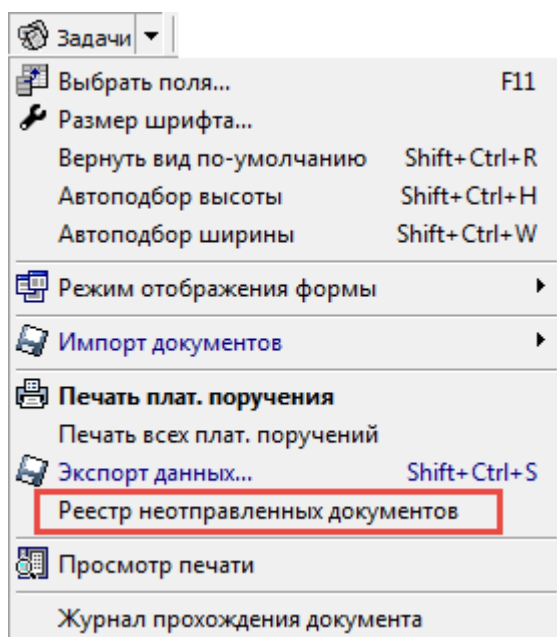 Задачи
Выбрать поля... F11
Размер шрифта...
Вернуть вид по-умолчанию Shift+Ctrl+R
Автоподбор высоты Shift+Ctrl+H
Автоподбор ширины Shift+Ctrl+W
Режим отображения формы
Импорт документов
Печать плат. поручения
Печать всех плат. поручений
Экспорт данных... Shift+Ctrl+S
Реестр неотправленных документов
Просмотр печати
Журнал прохождения документа